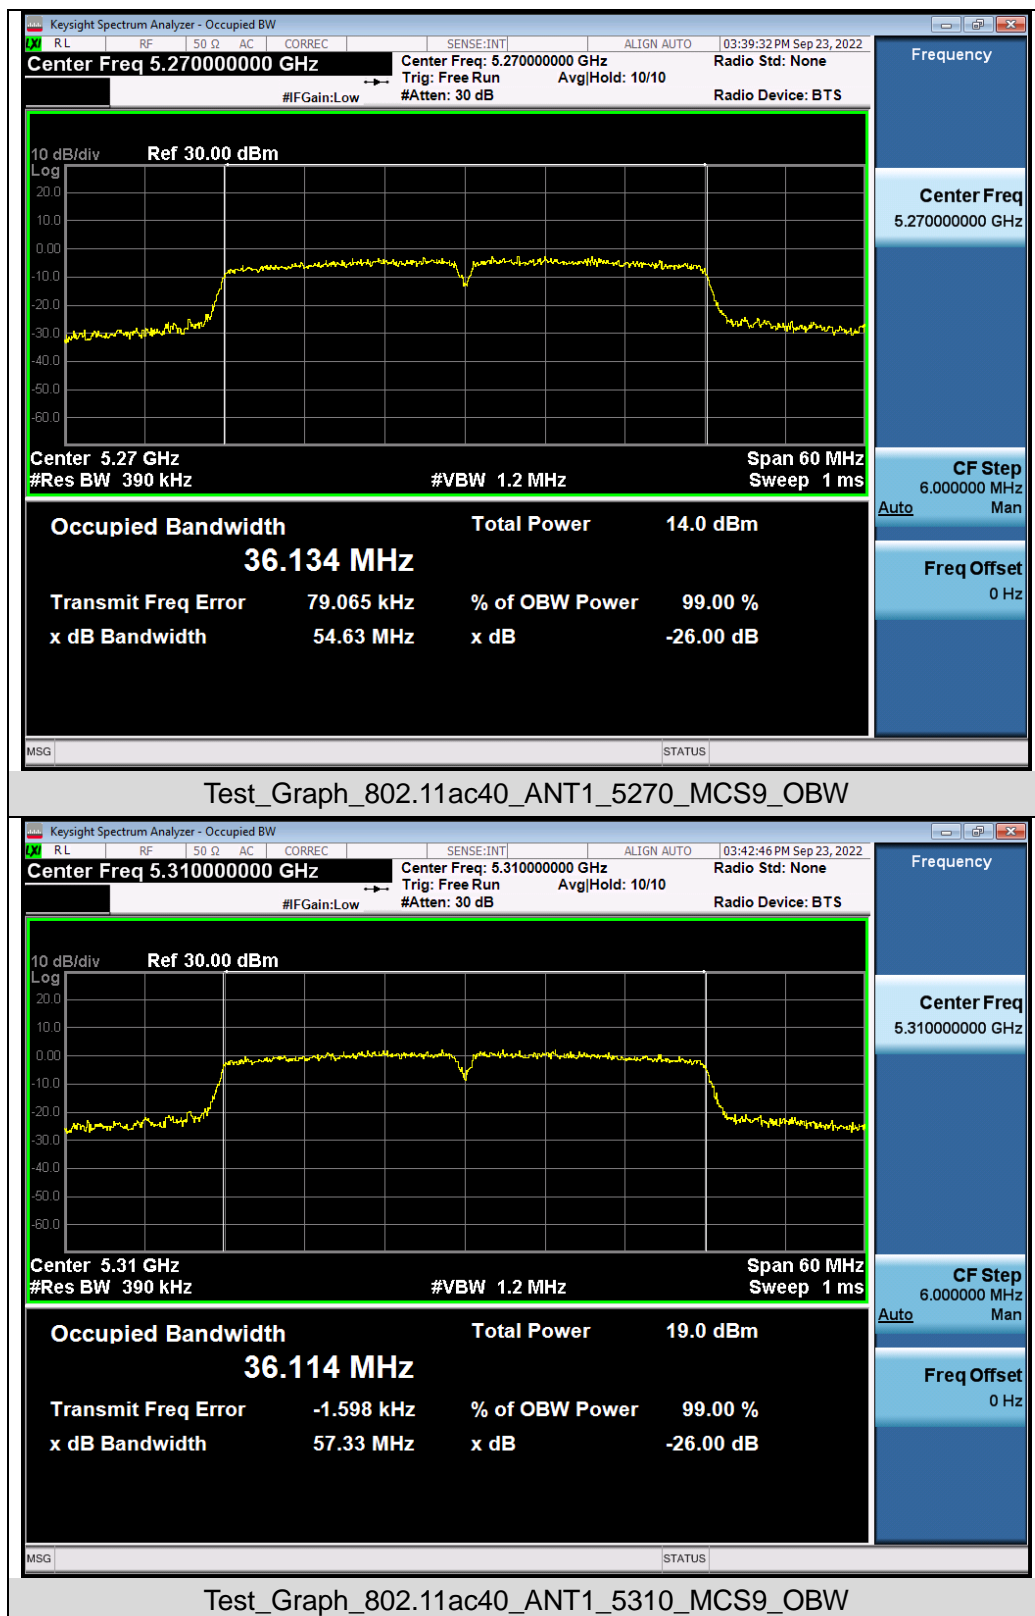 Keysight Spectrum Analyzer - Occupied BW
LXI RL RF 50 Ω AC CORREC SENSE:INT ALIGN AUTO 03:39:32 PM Sep 23, 2022
Center Freq 5.270000000 GHz
Center Freq: 5.270000000 GHz Radio Std: None
Trig: Free Run Avg|Hold: 10/10
#IFGain:Low #Atten: 30 dB Radio Device: BTS
Frequency
10 dB/div Ref 30.00 dBm
Log
20.0
10.0
0.00
-10.0
-20.0
-30.0
-40.0
-50.0
-60.0
Center 5.27 GHz Span 60 MHz
#Res BW 390 kHz #VBW 1.2 MHz Sweep 1 ms
Center Freq
5.270000000 GHz
CF Step
6.000000 MHz
Auto Man
Freq Offset
0 Hz
Occupied Bandwidth Total Power 14.0 dBm
36.134 MHz
Transmit Freq Error 79.065 kHz % of OBW Power 99.00 %
x dB Bandwidth 54.63 MHz x dB -26.00 dB
MSG STATUS
Test_Graph_802.11ac40_ANT1_5270_MCS9_OBW
Keysight Spectrum Analyzer - Occupied BW
LXI RL RF 50 Ω AC CORREC SENSE:INT ALIGN AUTO 03:42:46 PM Sep 23, 2022
Center Freq 5.310000000 GHz
Center Freq: 5.310000000 GHz Radio Std: None
Trig: Free Run Avg|Hold: 10/10
#IFGain:Low #Atten: 30 dB Radio Device: BTS
Frequency
10 dB/div Ref 30.00 dBm
Log
20.0
10.0
0.00
-10.0
-20.0
-30.0
-40.0
-50.0
-60.0
Center 5.31 GHz Span 60 MHz
#Res BW 390 kHz #VBW 1.2 MHz Sweep 1 ms
Center Freq
5.310000000 GHz
CF Step
6.000000 MHz
Auto Man
Freq Offset
0 Hz
Occupied Bandwidth Total Power 19.0 dBm
36.114 MHz
Transmit Freq Error -1.598 kHz % of OBW Power 99.00 %
x dB Bandwidth 57.33 MHz x dB -26.00 dB
MSG STATUS
Test_Graph_802.11ac40_ANT1_5310_MCS9_OBW